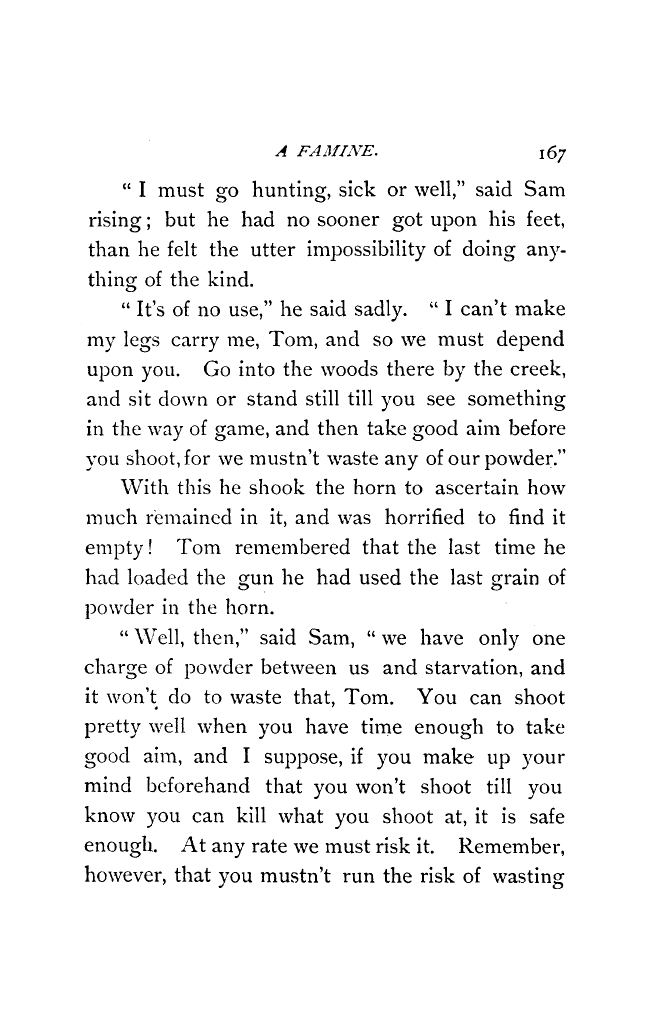 A FAMINE. 167
“ I must go hunting, sick or well,” said Sam
rising; but he had no sooner got upon his feet,
than he felt the utter impossibility of doing any-
thing of the kind.
“ It's of no use,” he said sadly. “ I can't make
my legs carry me, Tom, and so we must depend
upon you. Go into the woods there by the creek,
and sit down or stand still till you see something
in the way of game, and then take good aim before
you shoot, for we mustn't waste any of our powder.”
With this he shook the horn to ascertain how
much remained in it, and was horrified to find it
empty! Tom remembered that the last time he
had loaded the gun he had used the last grain of
powder in the horn.
“ Well, then,” said Sam, “ we have only one
charge of powder between us and starvation, and
it won't do to waste that, Tom. You can shoot
pretty well when you have time enough to take
good aim, and I suppose, if you make up your
mind beforehand that you won't shoot till you
know you can kill what you shoot at, it is safe
enough. At any rate we must risk it. Remember,
however, that you mustn't run the risk of wasting